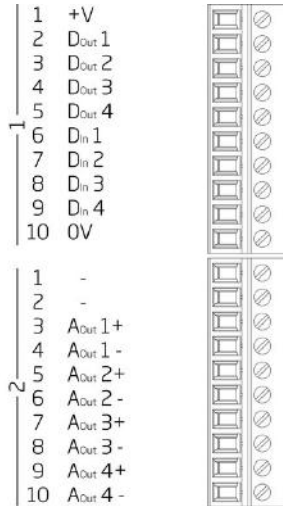 1
1 +V
2 DOut 1
3 DOut 2
4 DOut 3
5 DOut 4
6 DIn 1
7 DIn 2
8 DIn 3
9 DIn 4
10 0V
2
1 -
2 -
3 AOut 1+
4 AOut 1 -
5 AOut 2+
6 AOut 2 -
7 AOut 3+
8 AOut 3 -
9 AOut 4+
10 AOut 4 -